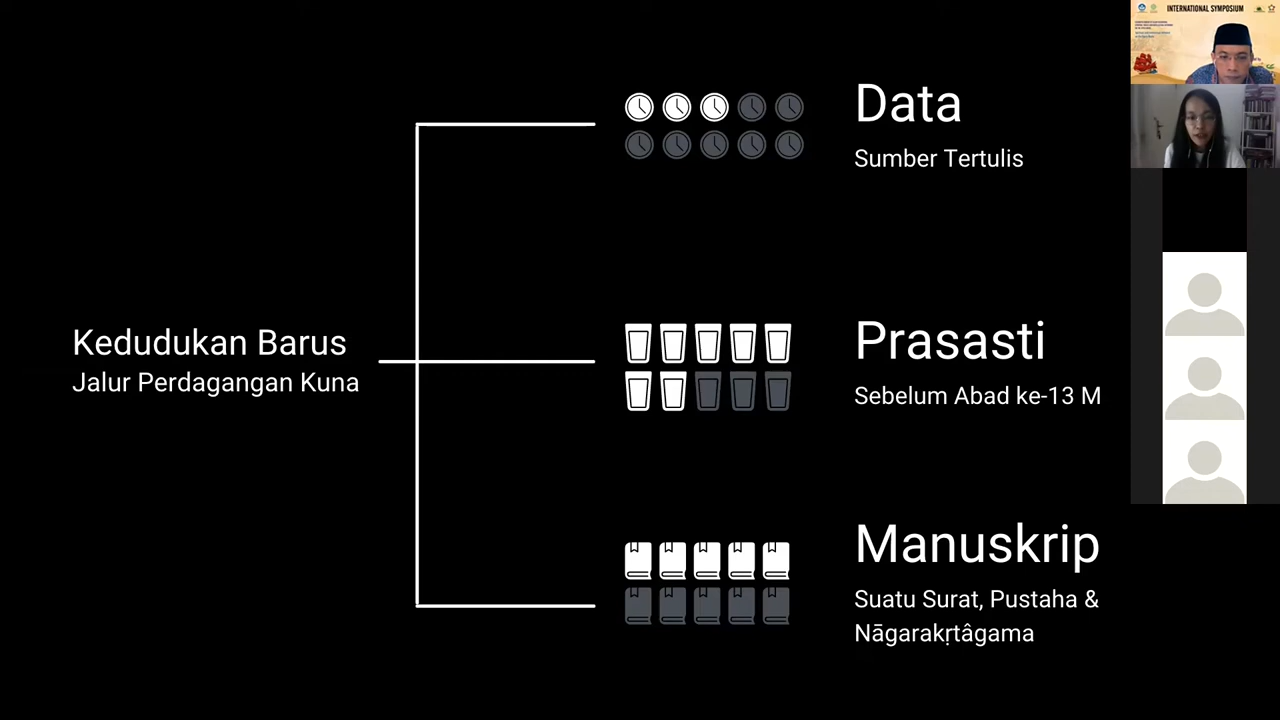 Kedudukan Barus
Jalur Perdagangan Kuna
Data
Sumber Tertulis
Prasasti
Sebelum Abad ke-13 M
Manuskrip
Suatu Surat, Pustaha &
Nāgarakṛtâgama
INTERNATIONAL SYMPOSIUM